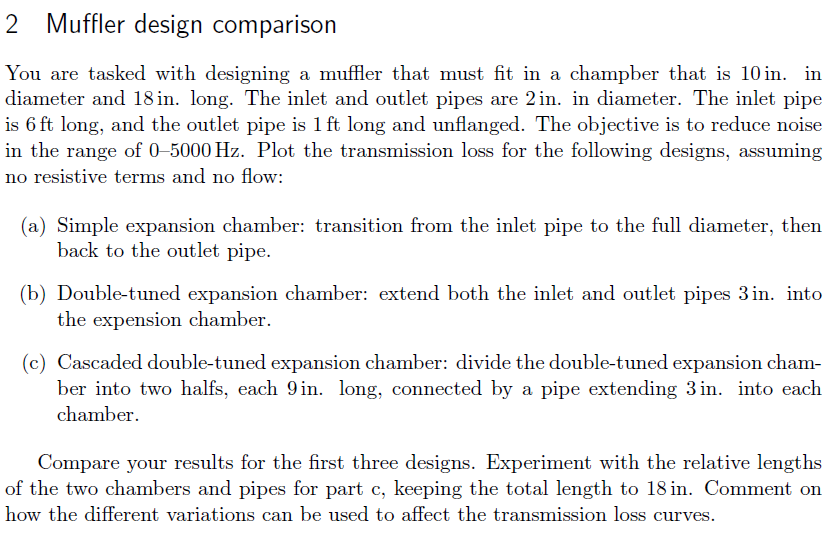 2 Muffler design comparison
You are tasked with designing a muffler that must fit in a champber that is 10 in. in
diameter and 18 in. long. The inlet and outlet pipes are 2 in. in diameter. The inlet pipe
is 6 ft long, and the outlet pipe is 1 ft long and unflanged. The objective is to reduce noise
in the range of 0–5000 Hz. Plot the transmission loss for the following designs, assuming
no resistive terms and no flow:
(a) Simple expansion chamber: transition from the inlet pipe to the full diameter, then
back to the outlet pipe.
(b) Double-tuned expansion chamber: extend both the inlet and outlet pipes 3 in. into
the expension chamber.
(c) Cascaded double-tuned expansion chamber: divide the double-tuned expansion cham-
ber into two halfs, each 9 in. long, connected by a pipe extending 3 in. into each
chamber.
Compare your results for the first three designs. Experiment with the relative lengths
of the two chambers and pipes for part c, keeping the total length to 18 in. Comment on
how the different variations can be used to affect the transmission loss curves.